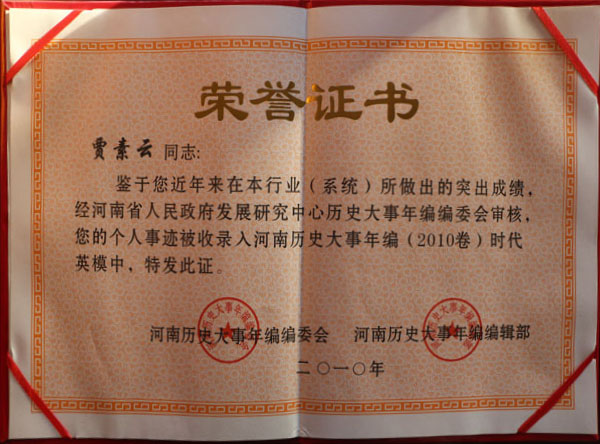 荣誉证书
贾素云 同志:
鉴于您近年来在本行业(系统)所做出的突出成绩,
经河南省人民政府发展研究中心历史大事年编编委会审核,
您的个人事迹被收录入河南历史大事年编(2010卷)时代
英模中,特发此证。
河南历史大事年编编委会 河南历史大事年编编辑部
二〇一〇年